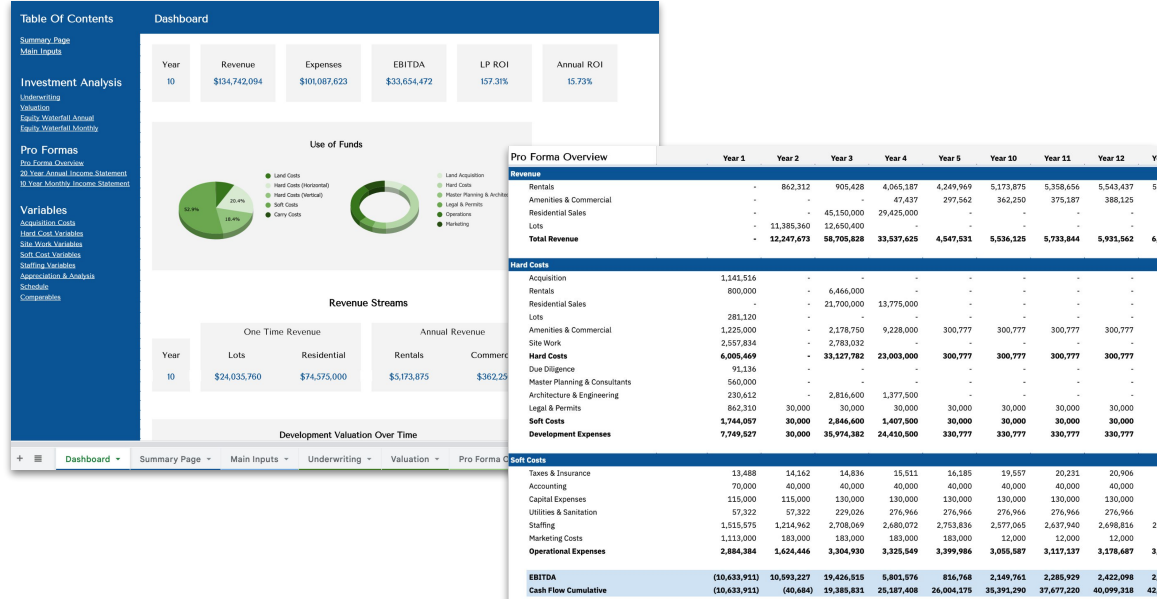 Table Of Contents
Summary Page
Main Inputs
Investment Analysis
Underwriting
Valuation
Equity Waterfall Annual
Equity Waterfall Monthly
Pro Formas
Pro Forma Overview
20 Year Annual Income Statement
10 Year Monthly Income Statement
Variables
Acquisition Costs
Hard Cost Variables
Site Work Variables
Soft Cost Variables
Staffing Variables
Appreciation & Analysis
Schedule
Comparables
Dashboard
Year Revenue Expenses EBITDA LP ROI Annual ROI
10 $134,742,094 $101,087,623 $33,654,472 157.31% 15.73%
Use of Funds
52.9% 20.4% 18.4%
Land Costs
Hard Costs (Horizontal)
Hard Costs (Vertical)
Soft Costs
Carry Costs
Land Acquisition
Hard Costs
Master Planning & Archite
Legal & Permits
Operations
Marketing
Revenue Streams
One Time Revenue Annual Revenue
Year Lots Residential Rentals Commerc
10 $24,035,760 $74,575,000 $5,173,875 $362,25
Development Valuation Over Time
+ Dashboard Summary Page Main Inputs Underwriting Valuation Pro Forma O
Pro Forma Overview Year 1 Year 2 Year 3 Year 4 Year 5 Year 10 Year 11 Year 12 Y
Revenue
Rentals - 862,312 905,428 4,065,187 4,249,969 5,173,875 5,358,656 5,543,437 5
Amenities & Commercial - - - 47,437 297,562 362,250 375,187 388,125
Residential Sales - - 45,150,000 29,425,000 - - - -
Lots - 11,385,360 12,650,400 - - - - -
Total Revenue - 12,247,673 58,705,828 33,537,625 4,547,531 5,536,125 5,733,844 5,931,562 6,
Hard Costs
Acquisition 1,141,516 - - - - - - -
Rentals 800,000 - 6,466,000 - - - - -
Residential Sales - - 21,700,000 13,775,000 - - - -
Lots 281,120 - - - - - - -
Amenities & Commercial 1,225,000 - 2,178,750 9,228,000 300,777 300,777 300,777 300,777
Site Work 2,557,834 - 2,783,032 - - - - -
Hard Costs 6,005,469 - 33,127,782 23,003,000 300,777 300,777 300,777 300,777
Due Diligence 91,136 - - - - - - -
Master Planning & Consultants 560,000 - - - - - - -
Architecture & Engineering 230,612 - 2,816,600 1,377,500 - - - -
Legal & Permits 862,310 30,000 30,000 30,000 30,000 30,000 30,000 30,000
Soft Costs 1,744,057 30,000 2,846,600 1,407,500 30,000 30,000 30,000 30,000
Development Expenses 7,749,527 30,000 35,974,382 24,410,500 330,777 330,777 330,777 330,777
Soft Costs
Taxes & Insurance 13,488 14,162 14,836 15,511 16,185 19,557 20,231 20,906
Accounting 70,000 40,000 40,000 40,000 40,000 40,000 40,000 40,000
Capital Expenses 115,000 115,000 130,000 130,000 130,000 130,000 130,000 130,000
Utilities & Sanitation 57,322 57,322 229,026 276,966 276,966 276,966 276,966 276,966
Staffing 1,515,575 1,214,962 2,708,069 2,680,072 2,753,836 2,577,065 2,637,940 2,698,816 2
Marketing Costs 1,113,000 183,000 183,000 183,000 183,000 12,000 12,000 12,000
Operational Expenses 2,884,384 1,624,446 3,304,930 3,325,549 3,399,986 3,055,587 3,117,137 3,178,687 3,
EBITDA (10,633,911) 10,593,227 19,426,515 5,801,576 816,768 2,149,761 2,285,929 2,422,098 2,
Cash Flow Cumulative (10,633,911) (40,684) 19,385,831 25,187,408 26,004,175 35,391,290 37,677,220 40,099,318 42,